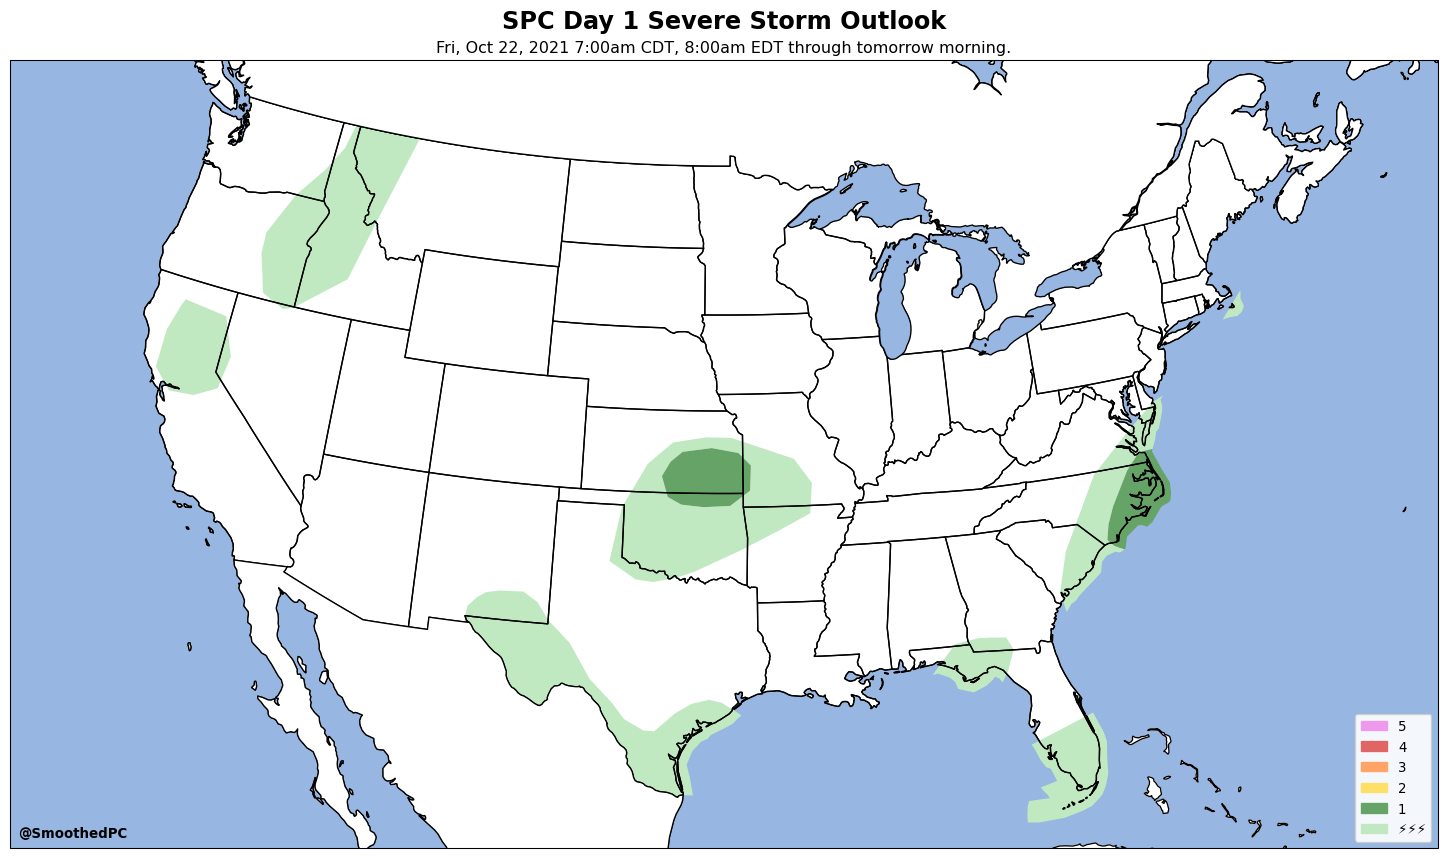 SPC Day 1 Severe Storm Outlook
Fri, Oct 22, 2021 7:00am CDT, 8:00am EDT through tomorrow morning.
5
4
3
2
1
⚡⚡⚡
@SmoothedPC